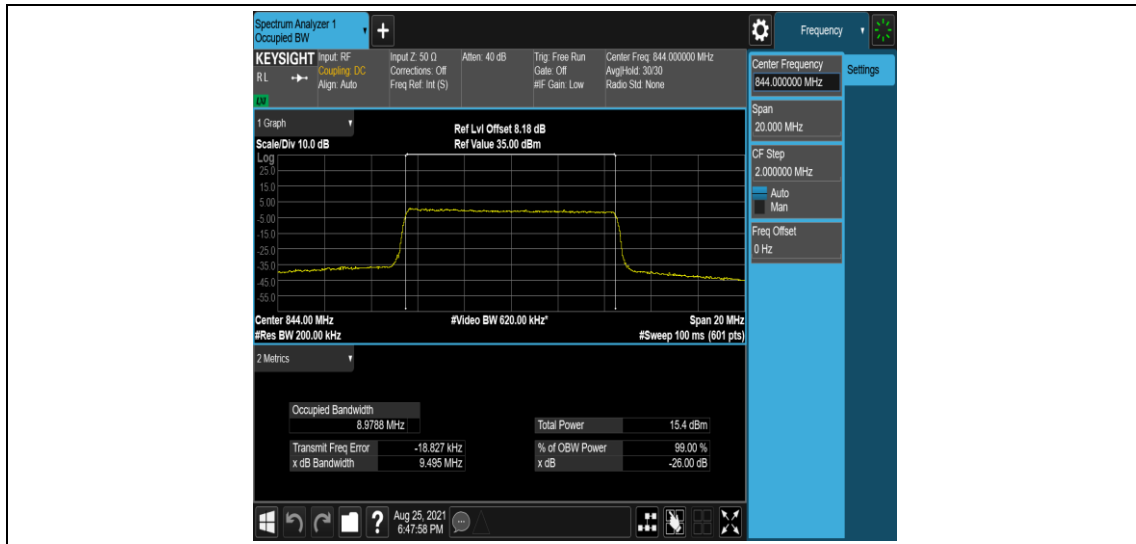 Spectrum Analyzer 1
Occupied BW
+
Frequency
KEYSIGHT Input: RF Input Z: 50 Ω Atten: 40 dB Trig: Free Run Center Freq: 844.000000 MHz
R L Coupling: DC Corrections: Off Gate: Off Avg|Hold: 30/30
Align: Auto Freq Ref: Int (S) #IF Gain: Low Radio Std: None
LXI
Center Frequency
844.000000 MHz
Settings
Span
20.000 MHz
CF Step
2.000000 MHz
Auto
Man
Freq Offset
0 Hz
1 Graph
Ref Lvl Offset 8.18 dB
Scale/Div 10.0 dB Ref Value 35.00 dBm
Log
25.0
15.0
5.00
-5.00
-15.0
-25.0
-35.0
-45.0
-55.0
Center 844.00 MHz #Video BW 620.00 kHz* Span 20 MHz
#Res BW 200.00 kHz #Sweep 100 ms (601 pts)
2 Metrics
Occupied Bandwidth
8.9788 MHz Total Power 15.4 dBm
Transmit Freq Error -18.827 kHz % of OBW Power 99.00 %
x dB Bandwidth 9.495 MHz x dB -26.00 dB
? Aug 25, 2021
6:47:58 PM